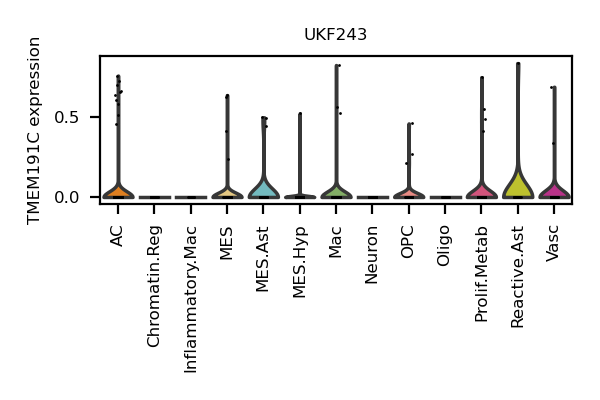 UKF243
TMEM191C expression
0.5
0.0
AC
Chromatin.Reg
Inflammatory.Mac
MES
MES.Ast
MES.Hyp
Mac
Neuron
OPC
Oligo
Prolif.Metab
Reactive.Ast
Vasc